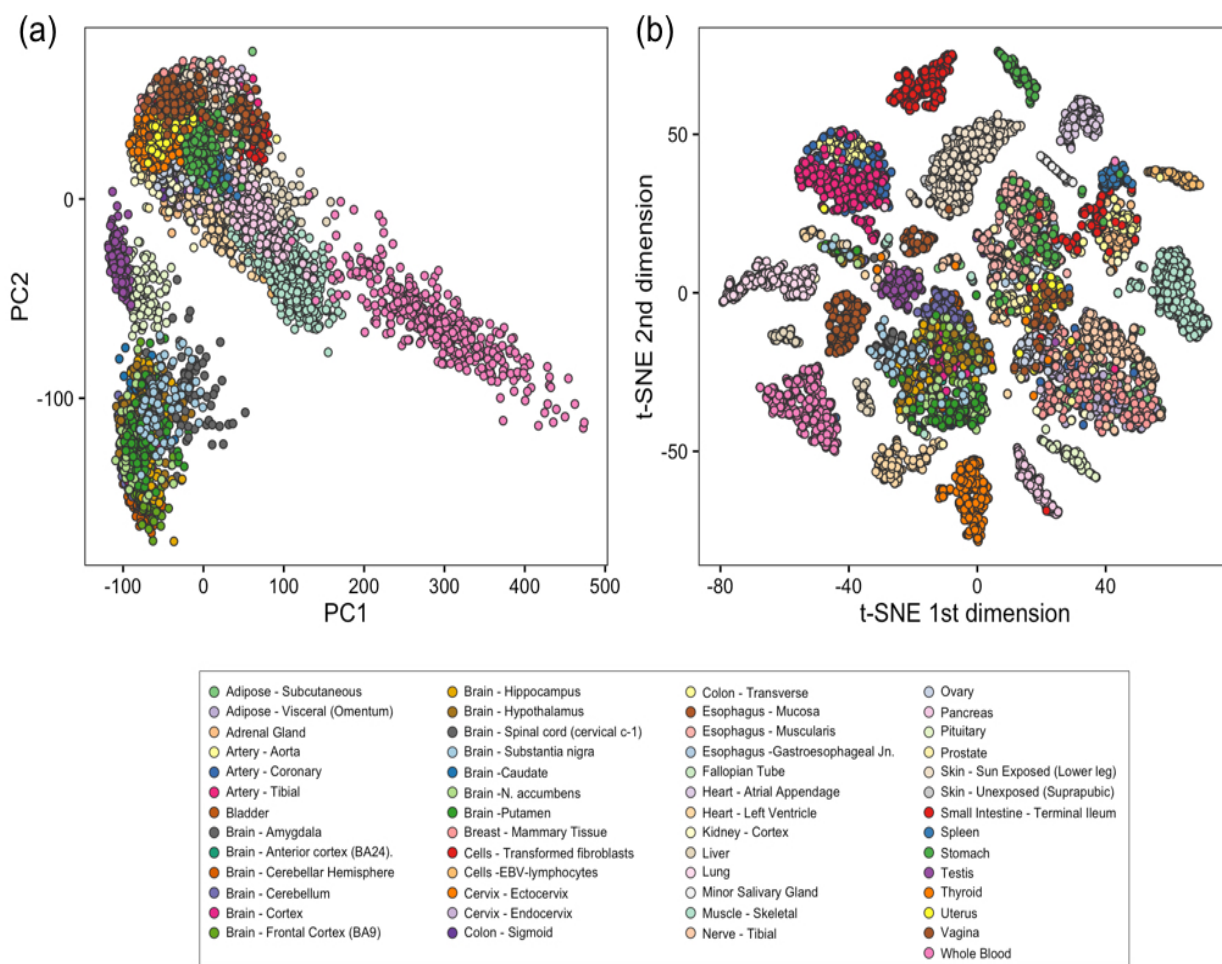 (a)
(b)
0
-100
PC2
-100 0 100 200 300 400 500
PC1
50
0
-50
t-SNE 2nd dimension
-80 -40 0 40
t-SNE 1st dimension
Adipose - Subcutaneous
Adipose - Visceral (Omentum)
Adrenal Gland
Artery - Aorta
Artery - Coronary
Artery - Tibial
Bladder
Brain - Amygdala
Brain - Anterior cortex (BA24).
Brain - Cerebellar Hemisphere
Brain - Cerebellum
Brain - Cortex
Brain - Frontal Cortex (BA9)
Brain - Hippocampus
Brain - Hypothalamus
Brain - Spinal cord (cervical c-1)
Brain - Substantia nigra
Brain -Caudate
Brain -N. accumbens
Brain -Putamen
Breast - Mammary Tissue
Cells - Transformed fibroblasts
Cells -EBV-lymphocytes
Cervix - Ectocervix
Cervix - Endocervix
Colon - Sigmoid
Colon - Transverse
Esophagus - Mucosa
Esophagus - Muscularis
Esophagus -Gastroesophageal Jn.
Fallopian Tube
Heart - Atrial Appendage
Heart - Left Ventricle
Kidney - Cortex
Liver
Lung
Minor Salivary Gland
Muscle - Skeletal
Nerve - Tibial
Ovary
Pancreas
Pituitary
Prostate
Skin - Sun Exposed (Lower leg)
Skin - Unexposed (Suprapubic)
Small Intestine - Terminal Ileum
Spleen
Stomach
Testis
Thyroid
Uterus
Vagina
Whole Blood